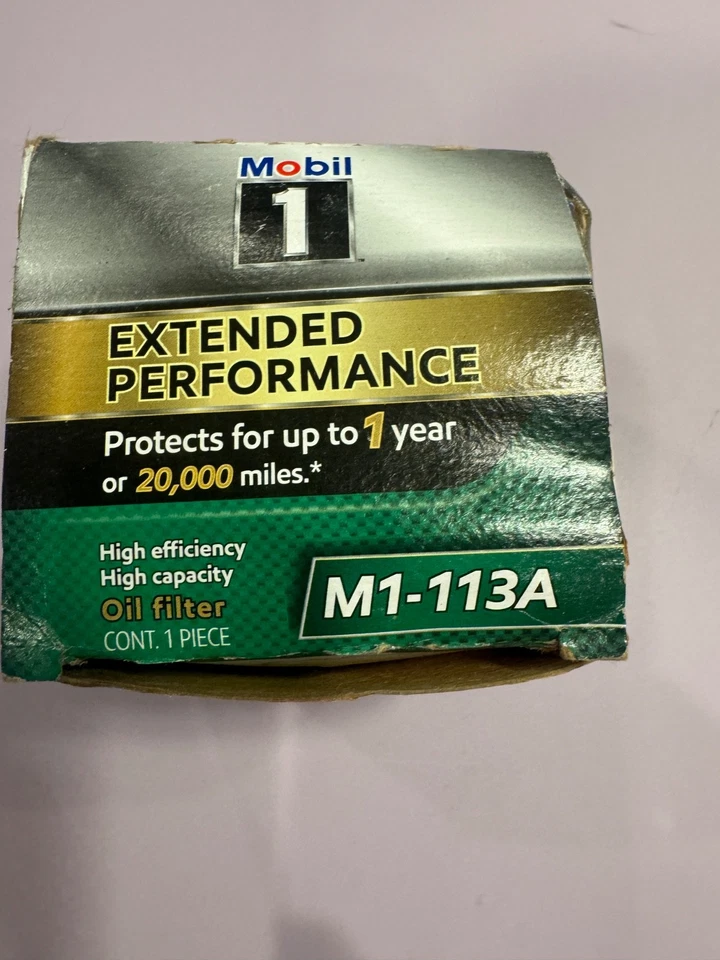 Mobil
1
EXTENDED
PERFORMANCE
Protects for up to 1 year
or 20,000 miles.*
High efficiency
High capacity
Oil filter
CONT. 1 PIECE
M1-113A